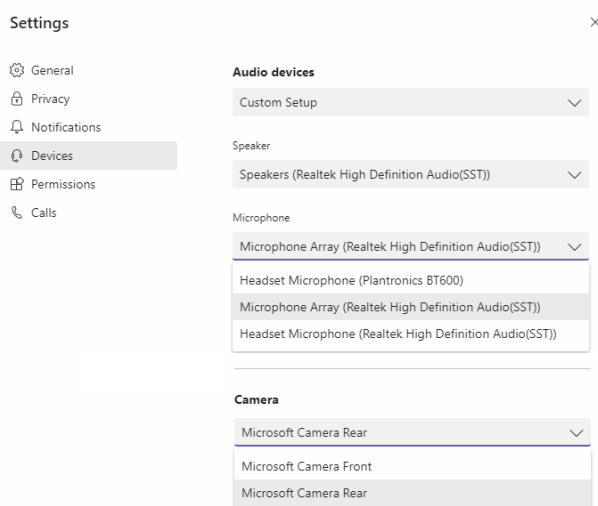 Settings
General
Privacy
Notifications
Devices
Permissions
Calls
Audio devices
Custom Setup
Speaker
Speakers (Realtek High Definition Audio(SST))
Microphone
Microphone Array (Realtek High Definition Audio(SST))
Headset Microphone (Plantronics BT600)
Microphone Array (Realtek High Definition Audio(SST))
Headset Microphone (Realtek High Definition Audio(SST))
Camera
Microsoft Camera Rear
Microsoft Camera Front
Microsoft Camera Rear